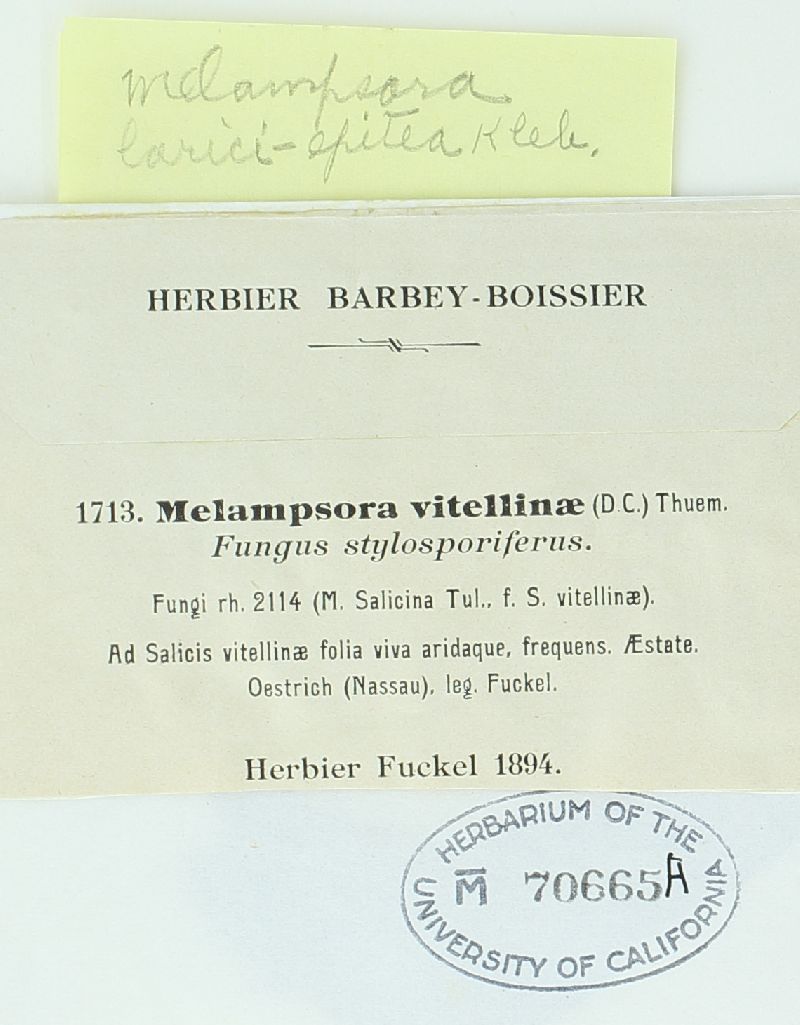 Melampsora
larici-epitea Kleb.
HERBIER BARBEY-BOISSIER
1713. Melampsora vitellinæ (D.C.) Thuem.
Fungus stylosporiferus.
Fungi rh. 2114 (M. Salicina Tul., f. S. vitellinæ).
Ad Salicis vitellinæ folia viva aridaque, frequens. Æstate.
Oestrich (Nassau), leg. Fuckel.
Herbier Fuckel 1894.
HERBARIUM OF THE
M 70665A
UNIVERSITY OF CALIFORNIA